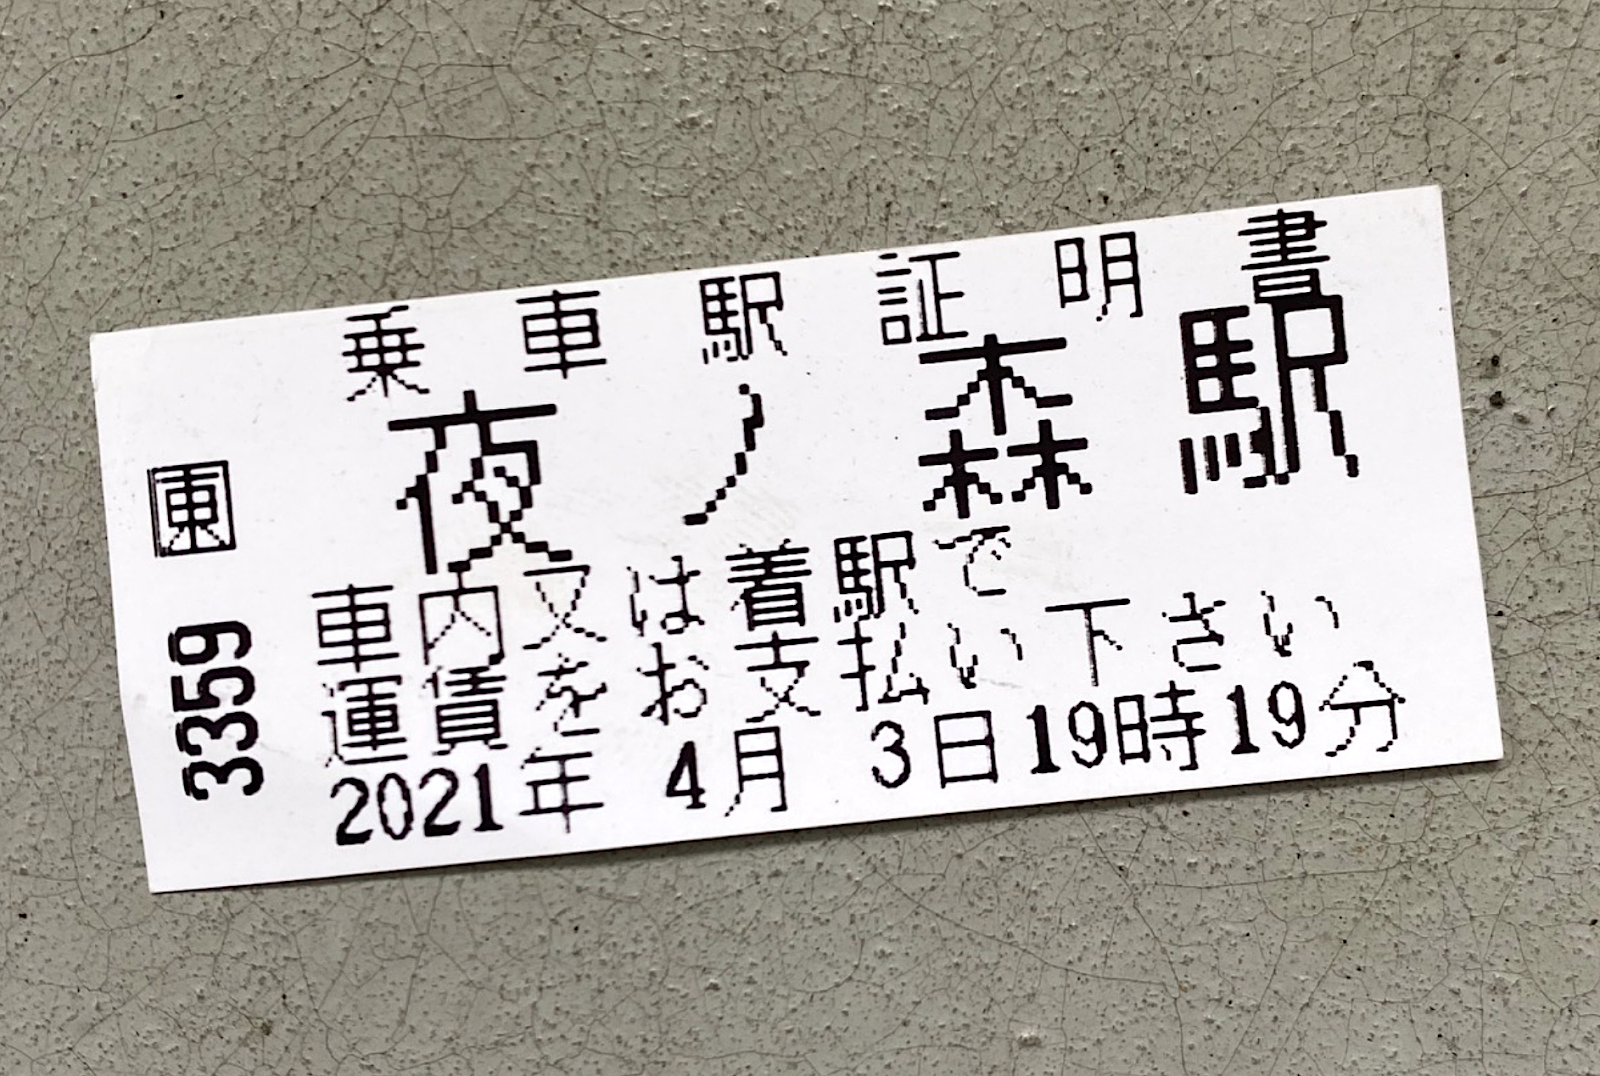 乗車駅証明書
夜ノ森駅
車内又は着駅で
運賃をお支払い下さい
2021年 4月 3日19時19分
東
3359